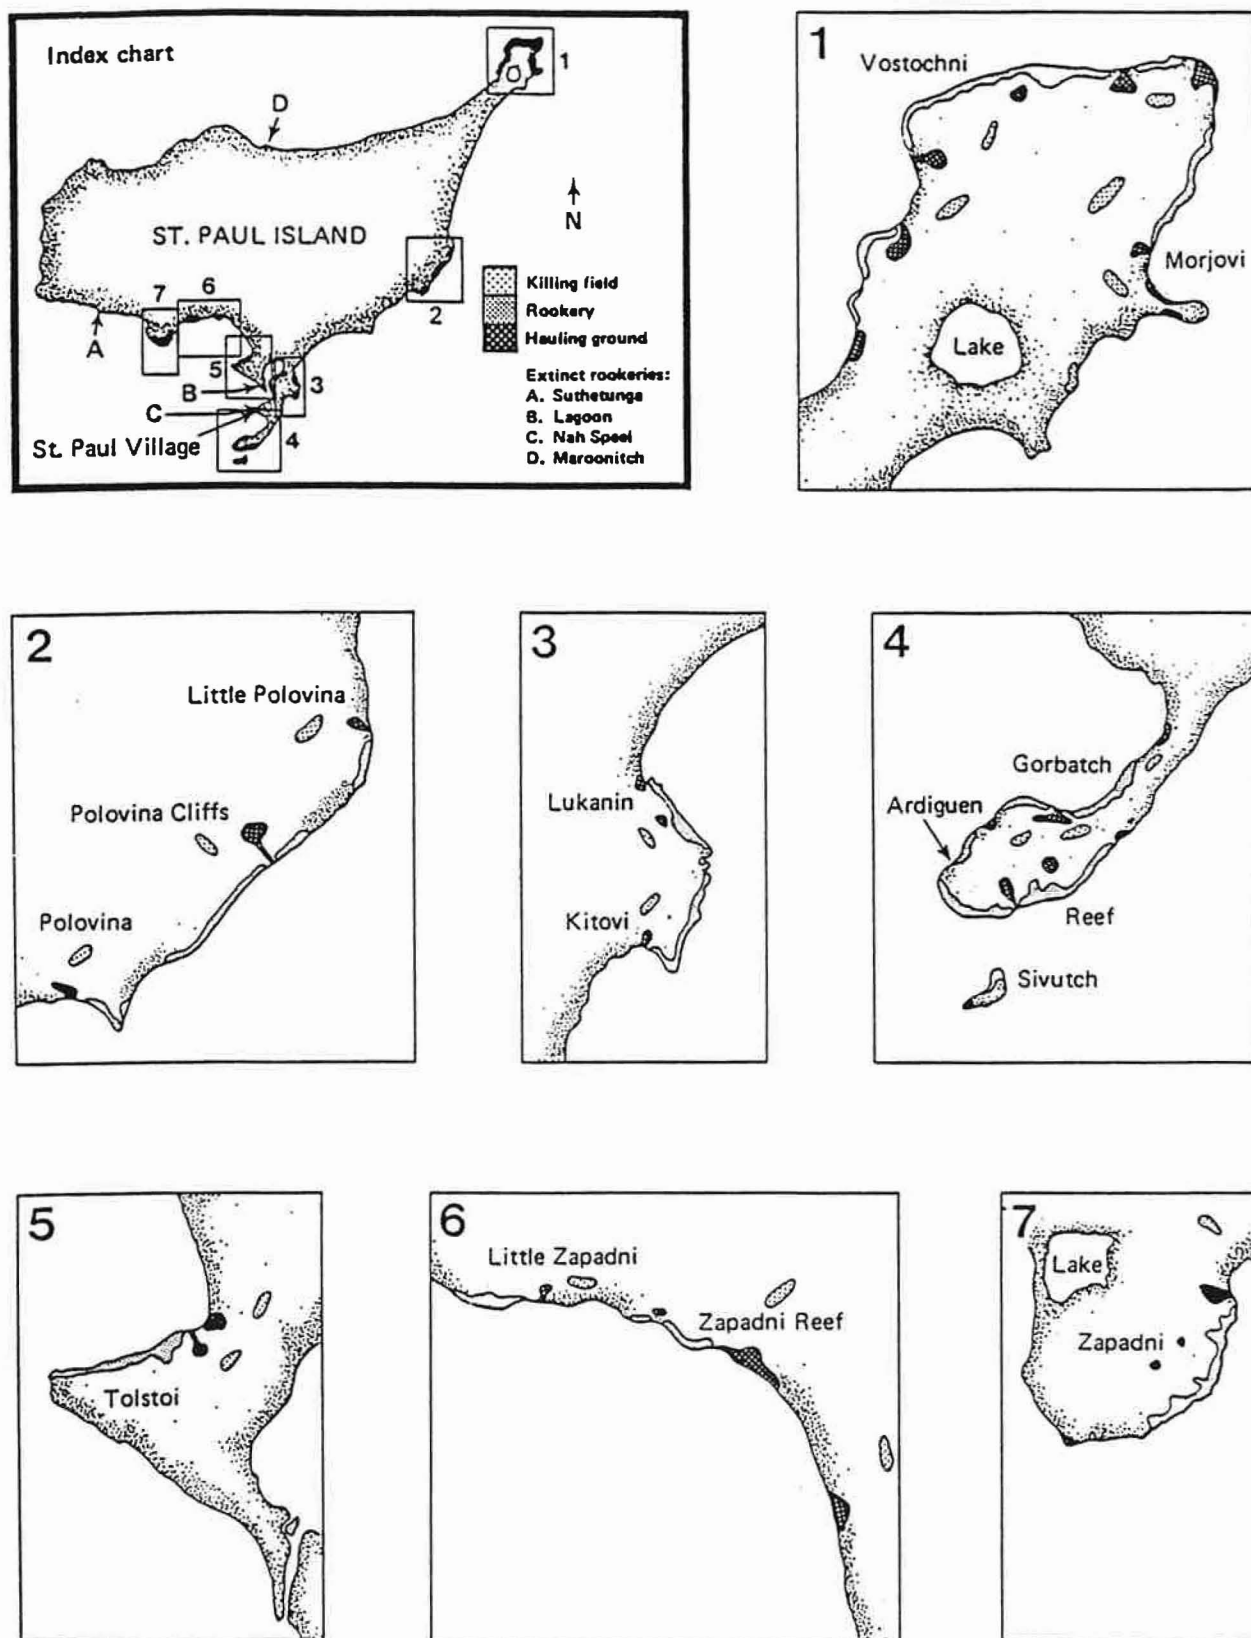 Index chart
1
D
ST. PAUL ISLAND
N
7
6
2
A
5
3
B
C
4
St. Paul Village
Killing field
Rookery
Hauling ground
Extinct rookeries:
A. Suthetunga
B. Lagoon
C. Nah Speel
D. Maroonitch
1
Vostochni
Morjovi
Lake
2
Little Polovina
Polovina Cliffs
Polovina
3
Lukanin
Kitovi
4
Gorbatch
Ardiguen
Reef
Sivutch
5
Tolstoi
6
Little Zapadni
Zapadni Reef
7
Lake
Zapadni